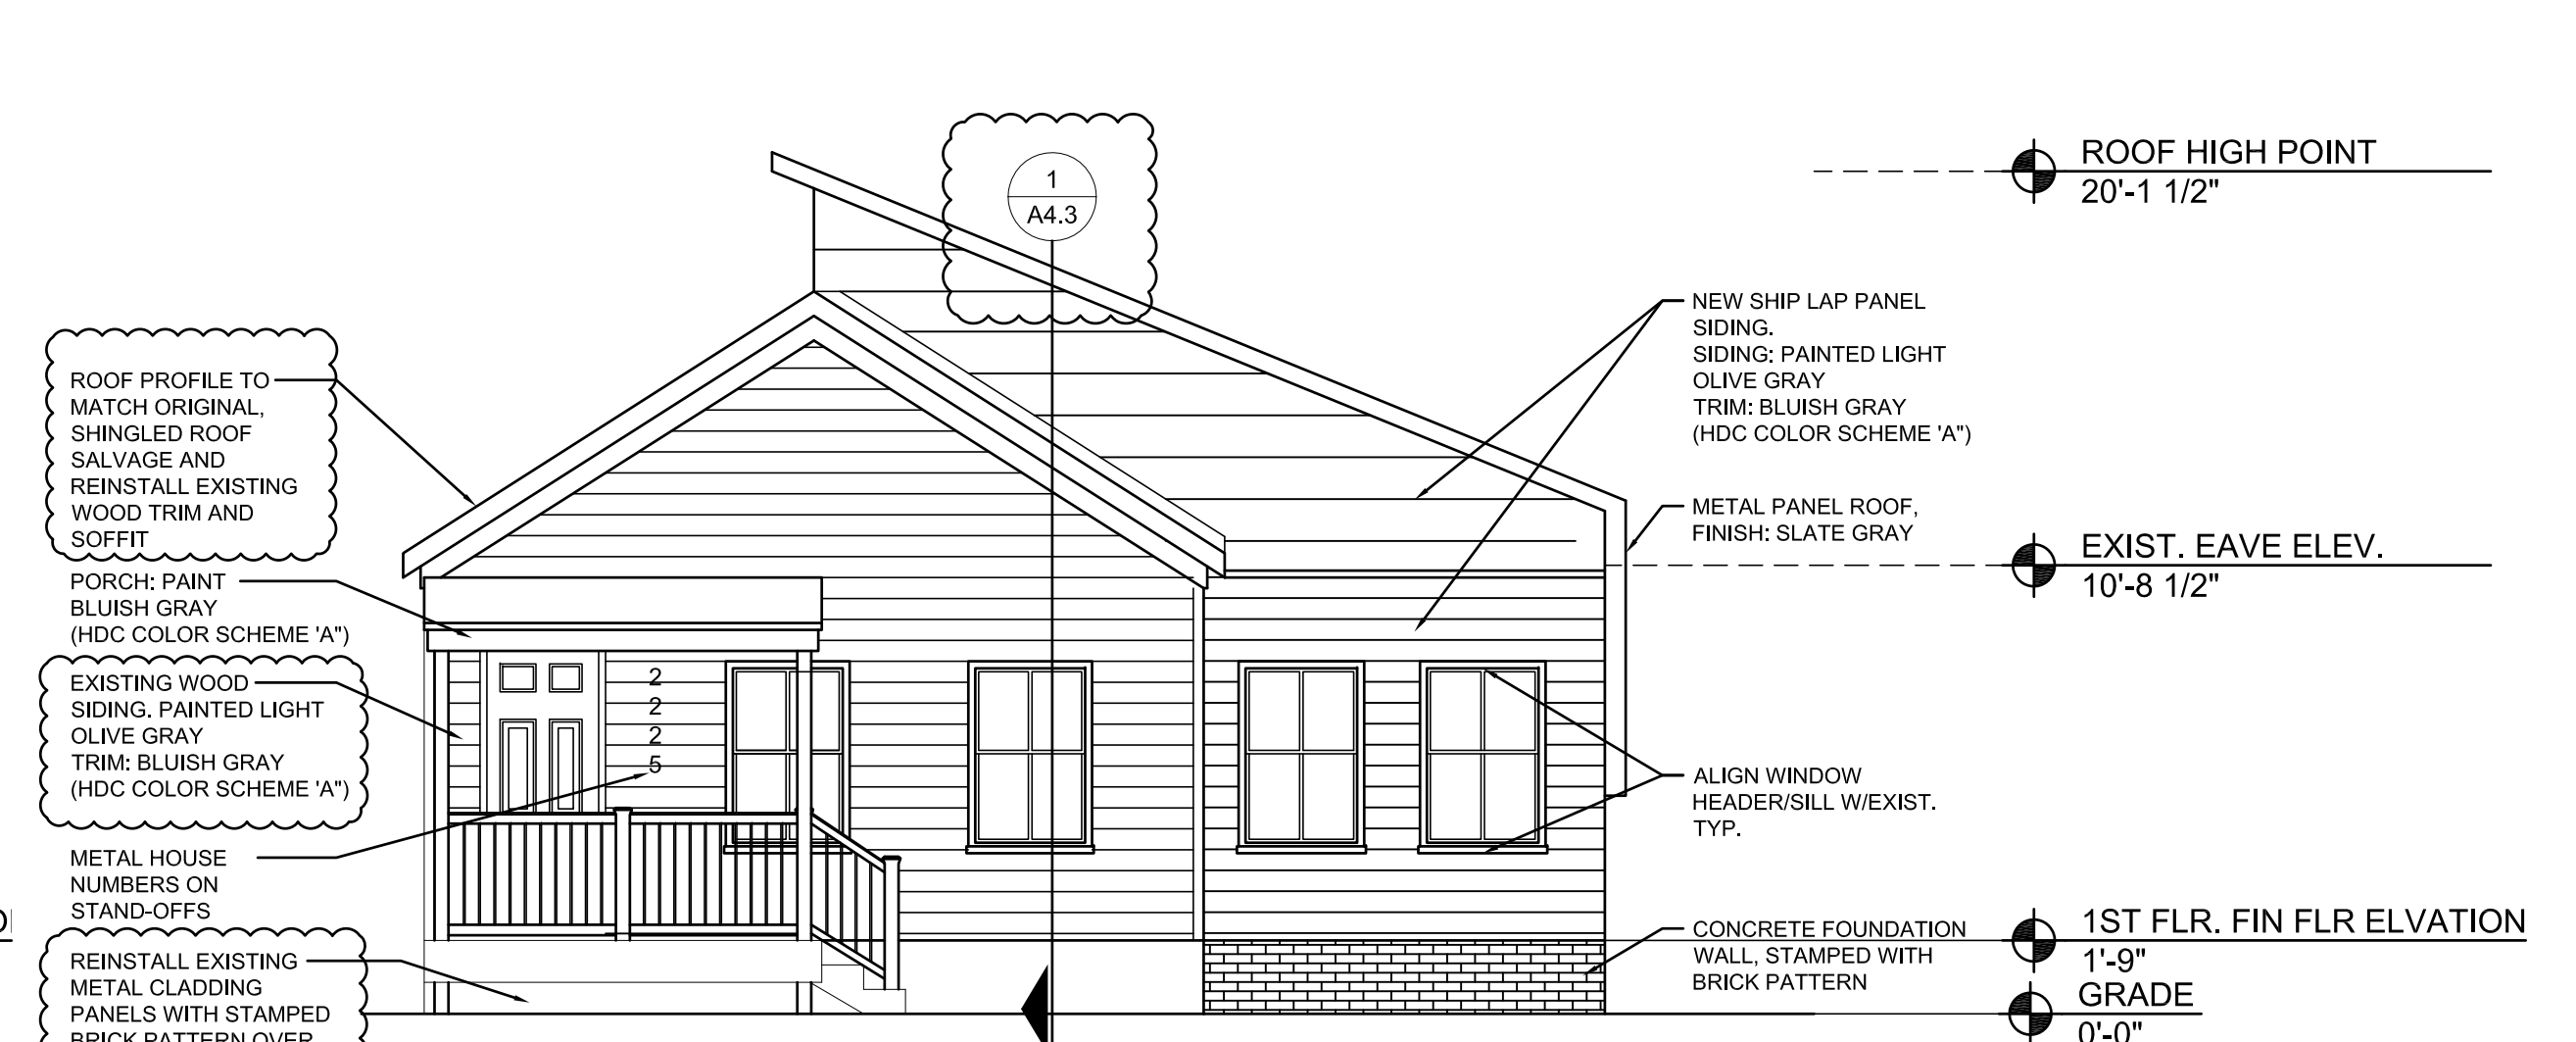 1
A4.3
ROOF HIGH POINT
20'-1 1/2"
ROOF PROFILE TO
MATCH ORIGINAL,
SHINGLED ROOF
SALVAGE AND
REINSTALL EXISTING
WOOD TRIM AND
SOFFIT
PORCH: PAINT
BLUISH GRAY
(HDC COLOR SCHEME 'A")
EXISTING WOOD
SIDING. PAINTED LIGHT
OLIVE GRAY
TRIM: BLUISH GRAY
(HDC COLOR SCHEME 'A")
METAL HOUSE
NUMBERS ON
STAND-OFFS
REINSTALL EXISTING
METAL CLADDING
PANELS WITH STAMPED
BRICK PATTERN OVER
2
2
2
5
NEW SHIP LAP PANEL
SIDING.
SIDING: PAINTED LIGHT
OLIVE GRAY
TRIM: BLUISH GRAY
(HDC COLOR SCHEME 'A")
METAL PANEL ROOF,
FINISH: SLATE GRAY
ALIGN WINDOW
HEADER/SILL W/EXIST.
TYP.
CONCRETE FOUNDATION
WALL, STAMPED WITH
BRICK PATTERN
EXIST. EAVE ELEV.
10'-8 1/2"
1ST FLR. FIN FLR ELVATION
1'-9"
GRADE
0'-0"